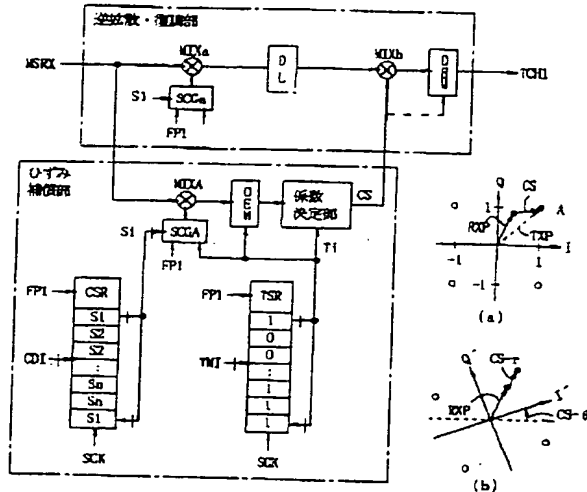 逆拡散・復調部
MSRX
MIXa
D L
MIXb
DEM
TCH1
S1
SCGa
FP1
ひずみ
補償部
MIXA
DEM
係数
決定部
CS
S1
SCGA
FP1
Ti
FP1
CSR
S1
S2
S2
⋮
Sn
Sn
S1
CDI
SCK
FP1
TSR
1
0
0
⋮
1
1
1
TWI
SCK
Q
CS
1
A
RXP
TXP
-1
1
I
-1
(a)
Q´
CS-r
I´
RXP
CS-θ
(b)